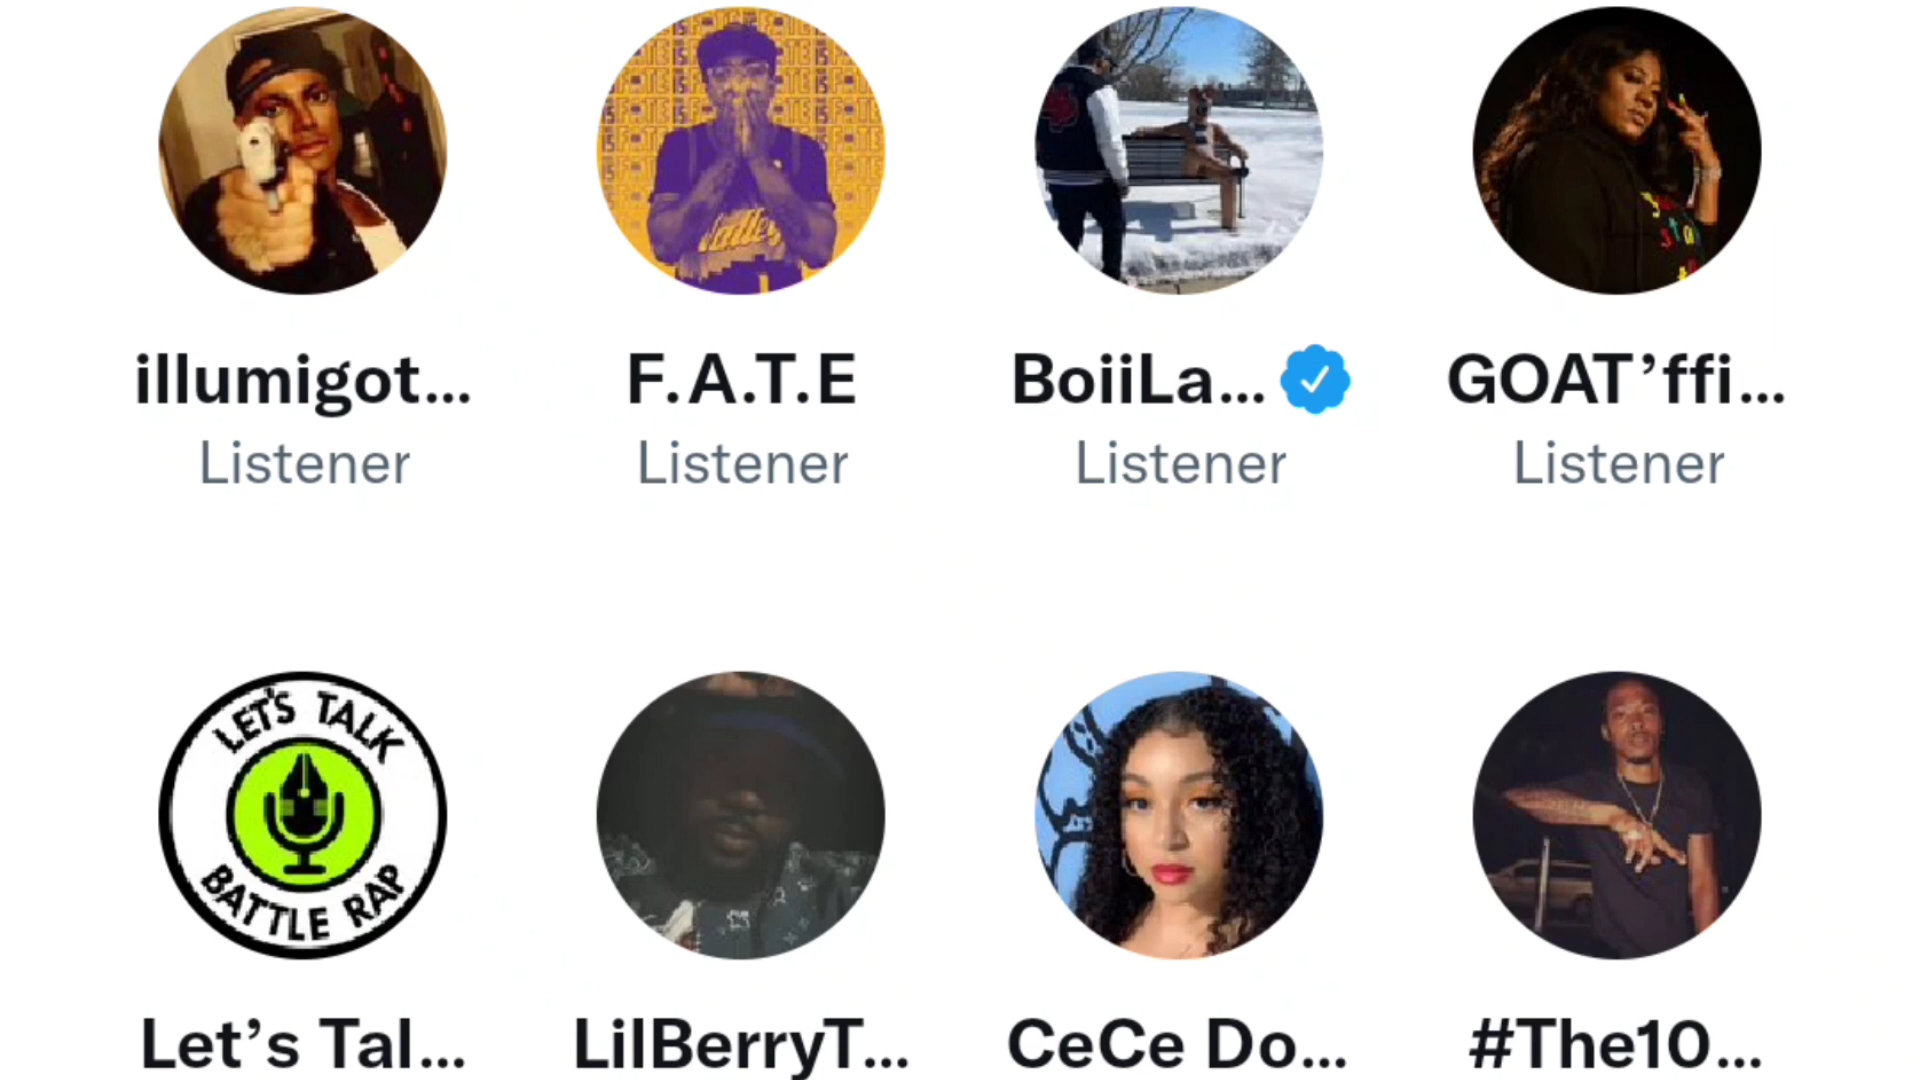 illumigot...
F.A.T.E
BoiiLa...
GOAT’ffi...
Listener
Listener
Listener
Listener
LET'S TALK
BATTLE RAP
Let’s Tal...
LilBerryT...
CeCe Do...
#The10...